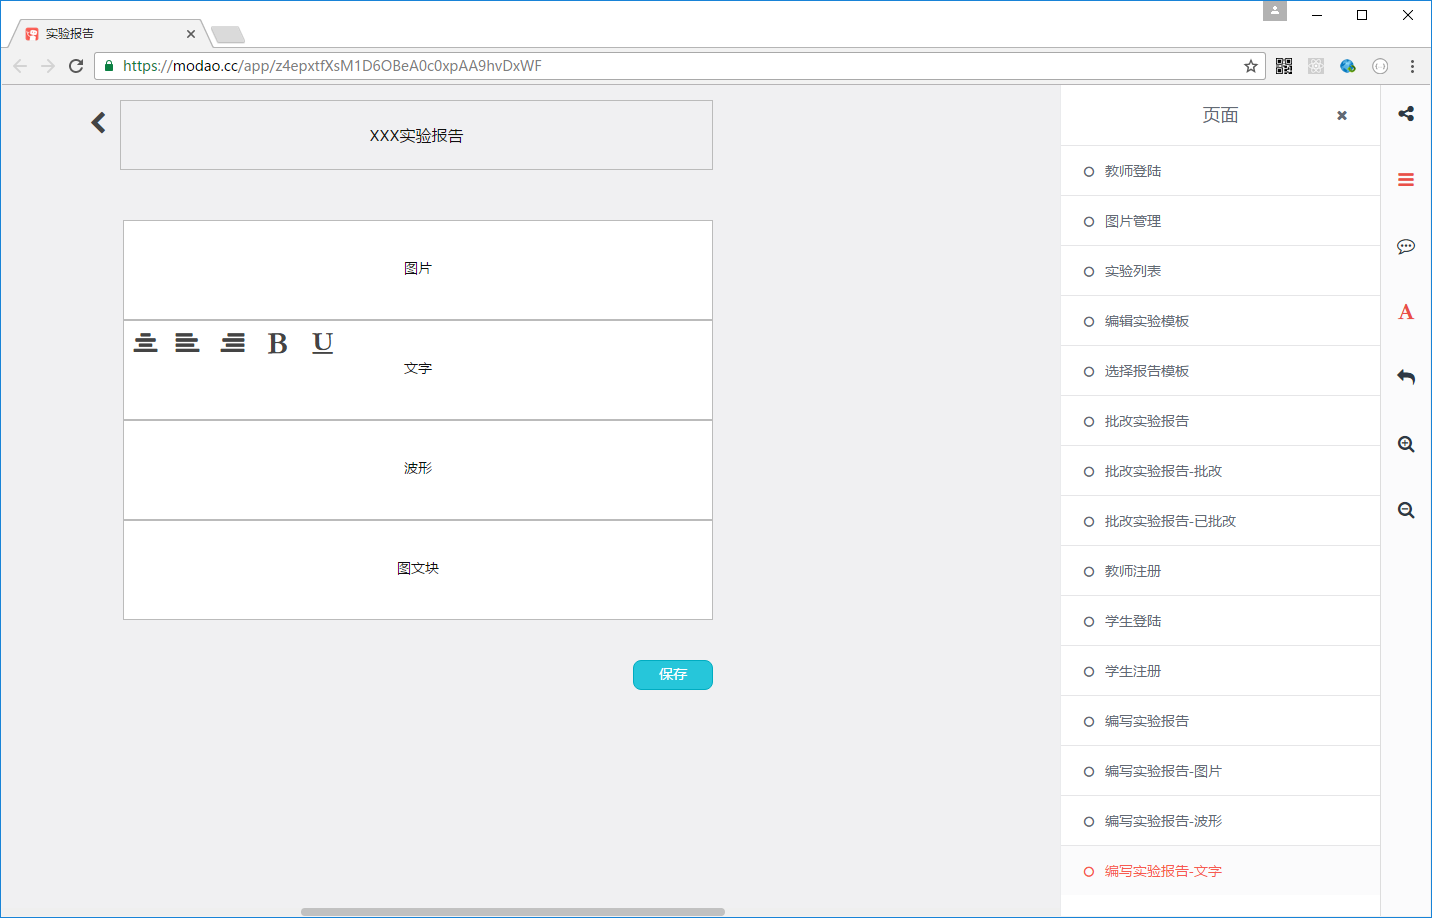 实验报告
https://modao.cc/app/z4epxtfXsM1D6OBeA0c0xpAA9hvDxWF
XXX实验报告
图片
B U
文字
波形
图文块
保存
页面
教师登陆
图片管理
实验列表
编辑实验模板
选择报告模板
批改实验报告
批改实验报告-批改
批改实验报告-已批改
教师注册
学生登陆
学生注册
编写实验报告
编写实验报告-图片
编写实验报告-波形
编写实验报告-文字
A